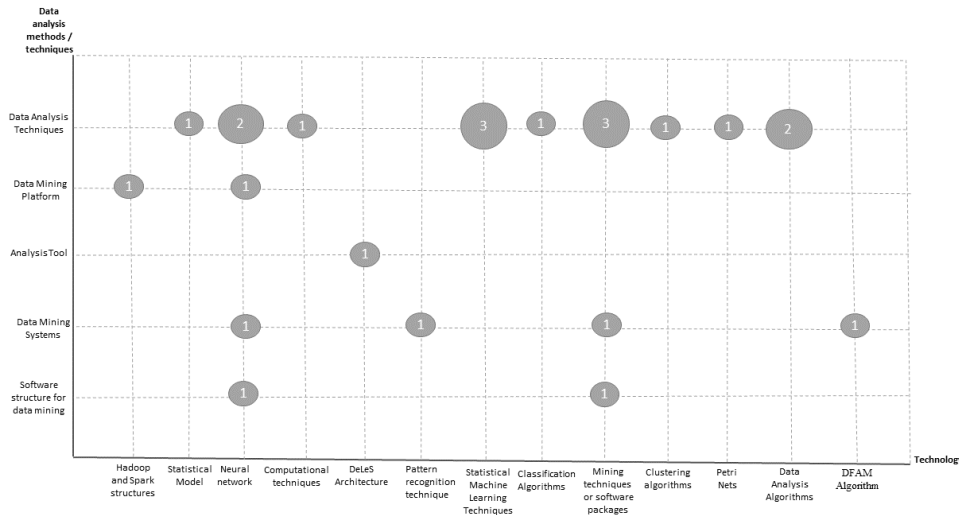 Data
analysis
methods /
techniques
Data Analysis
Techniques
1
2
1
3
1
3
1
1
2
Data Mining
Platform
1
1
Analysis Tool
1
Data Mining
Systems
1
1
1
1
Software
structure for
data mining
1
1
Technology
Hadoop
and Spark
structures
Statistical
Model
Neural
network
Computational
techniques
DeLeS
Architecture
Pattern
recognition
technique
Statistical
Machine
Learning
Techniques
Classification
Algorithms
Mining
techniques
or software
packages
Clustering
algorithms
Petri
Nets
Data
Analysis
Algorithms
DFAM
Algorithm